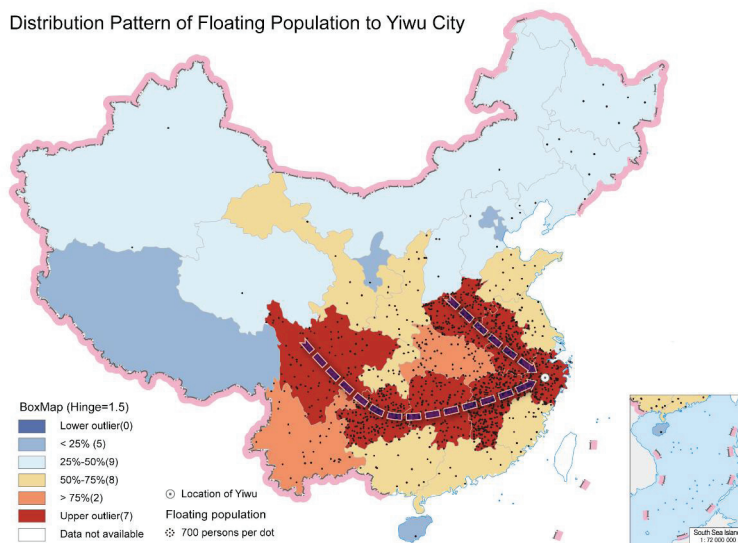 Distribution Pattern of Floating Population to Yiwu City
BoxMap (Hinge=1.5)
Lower outlier(0)
< 25% (5)
25%-50%(9)
50%-75%(8)
> 75%(2)
Upper outlier(7)
Data not available
Location of Yiwu
Floating population
700 persons per dot
South Sea Island
1: 72 000 000